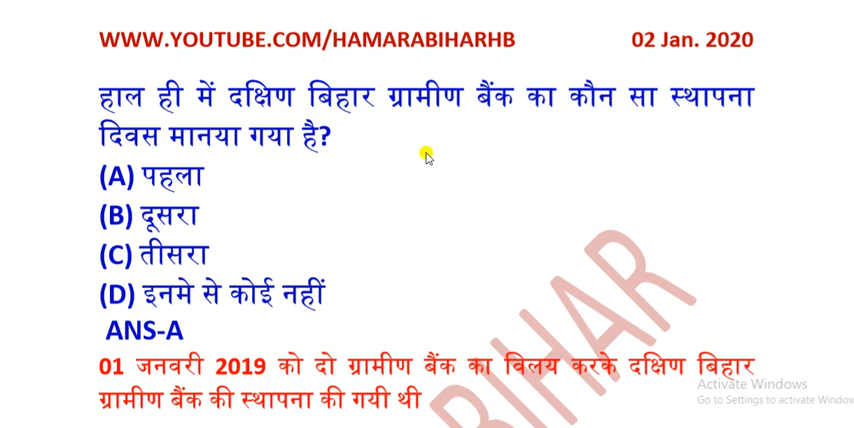 WWW.YOUTUBE.COM/HAMARABIHARHB 02 Jan. 2020
हाल ही में दक्षिण बिहार ग्रामीण बैंक का कौन सा स्थापना
दिवस मानया गया है?
(A) पहला
(B) दूसरा
(C) तीसरा
(D) इनमे से कोई नहीं
ANS-A
01 जनवरी 2019 को दो ग्रामीण बैंक का विलय करके दक्षिण बिहार
ग्रामीण बैंक की स्थापना की गयी थी
BIHAR
Activate Windows
Go to Settings to activate Window